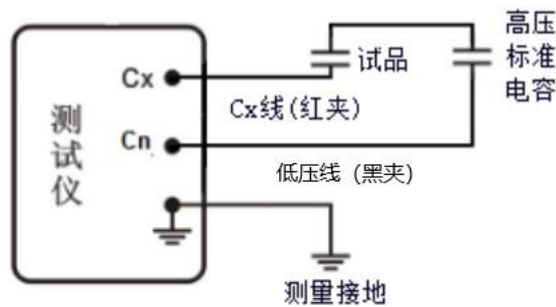 高压
标准
电容
试品
Cx
Cx线(红夹)
测试仪
Cn
低压线 (黑夹)
测量接地